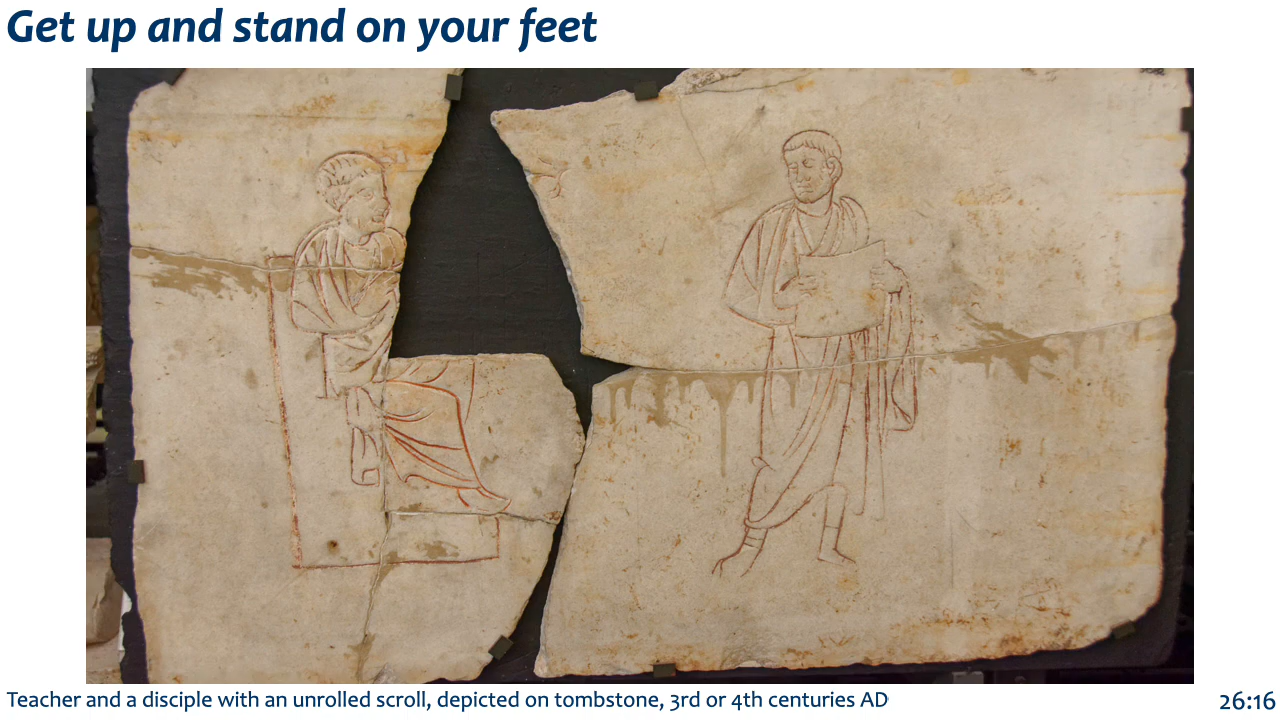 Get up and stand on your feet
Teacher and a disciple with an unrolled scroll, depicted on tombstone, 3rd or 4th centuries AD
26:16